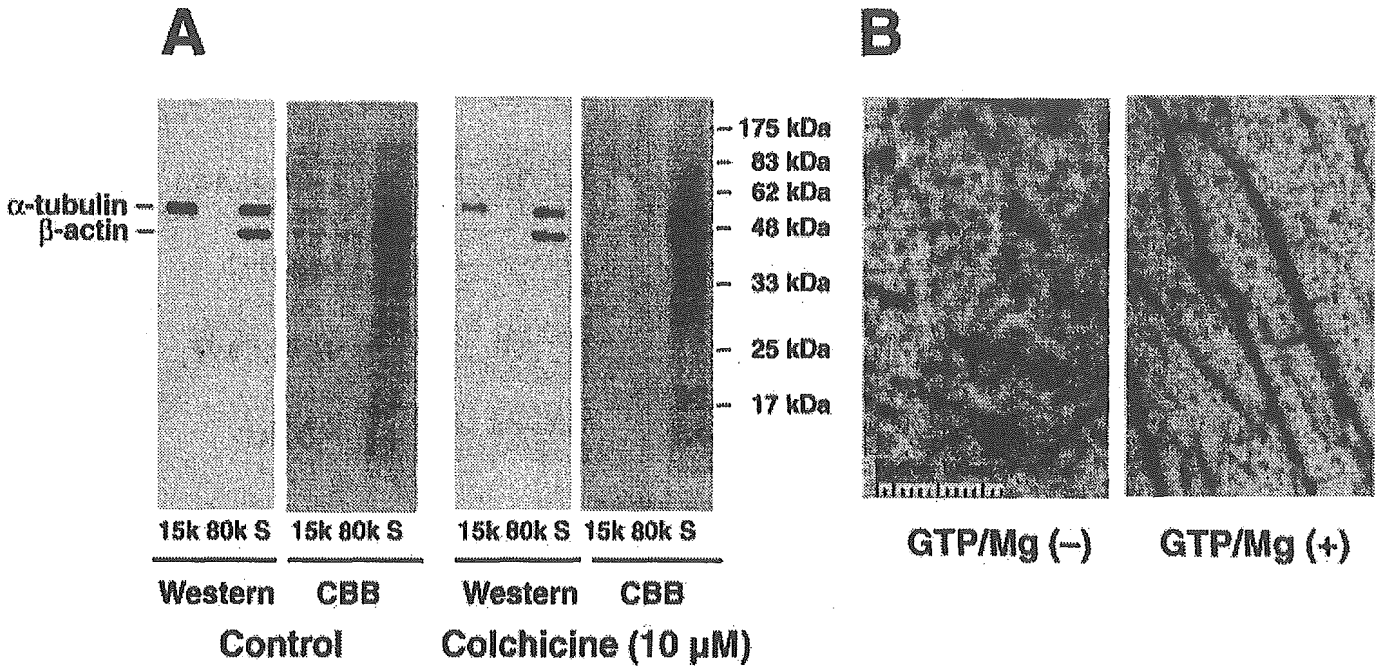 A
B
175 kDa
83 kDa
62 kDa
α-tubulin
β-actin
48 kDa
33 kDa
25 kDa
17 kDa
15k 80k S
15k 80k S
15k 80k S
15k 80k S
Western
CBB
Western
CBB
Control
Colchicine (10 μM)
GTP/Mg (−)
GTP/Mg (+)